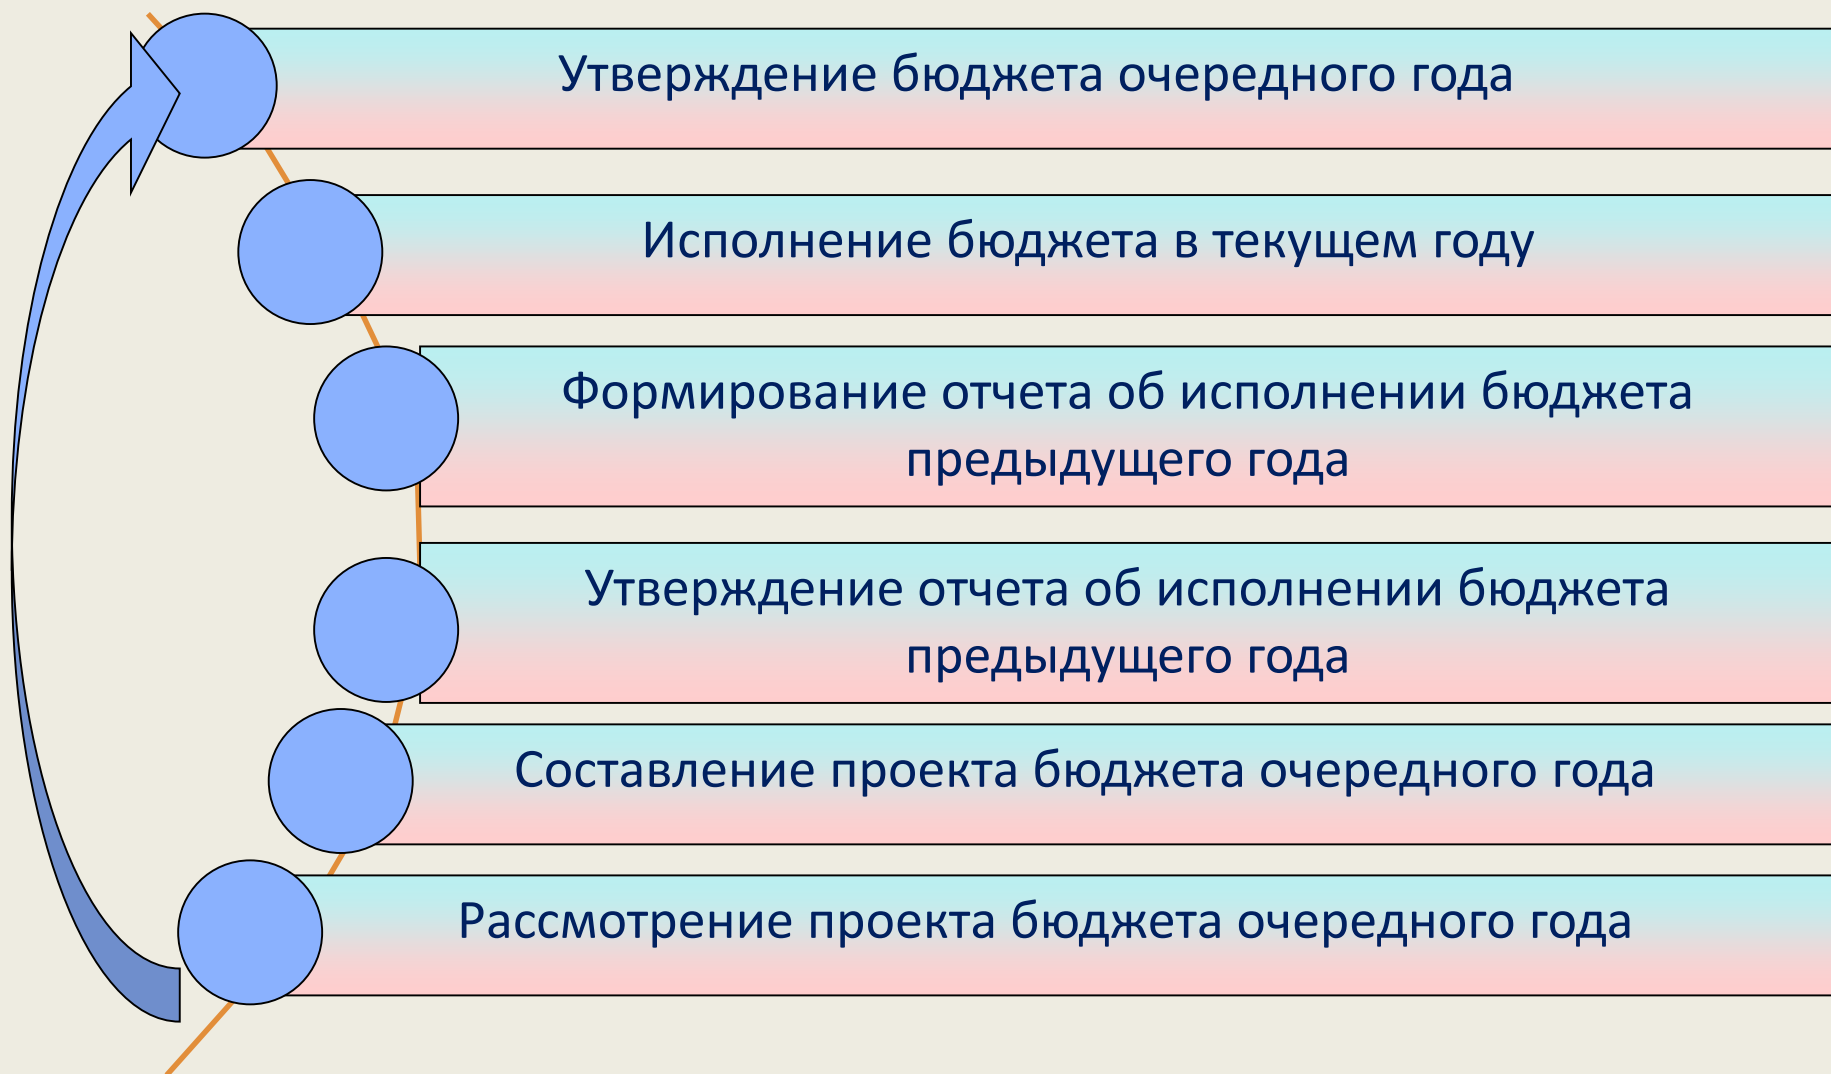 Утверждение бюджета очередного года
Исполнение бюджета в текущем году
Формирование отчета об исполнении бюджета
предыдущего года
Утверждение отчета об исполнении бюджета
предыдущего года
Составление проекта бюджета очередного года
Рассмотрение проекта бюджета очередного года